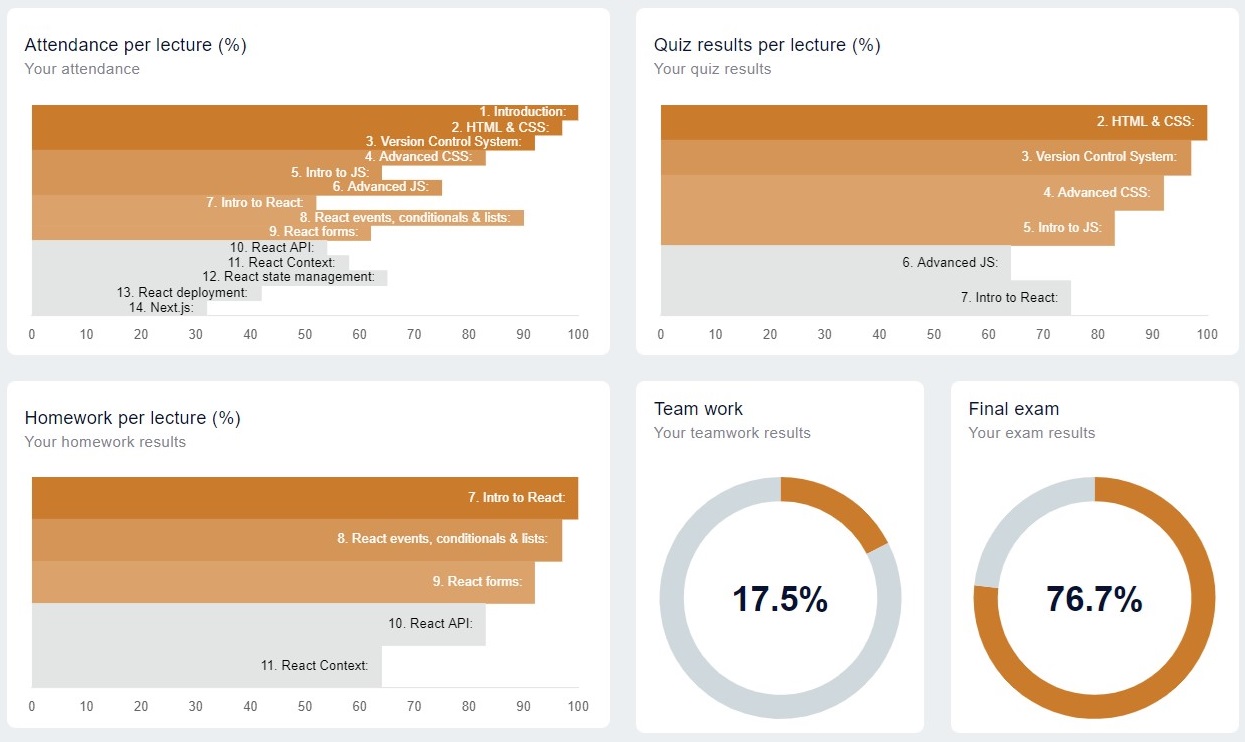 Attendance per lecture (%)
Your attendance
1. Introduction:
2. HTML & CSS:
3. Version Control System:
4. Advanced CSS:
5. Intro to JS:
6. Advanced JS:
7. Intro to React:
8. React events, conditionals & lists:
9. React forms:
10. React API:
11. React Context:
12. React state management:
13. React deployment:
14. Next.js:
0 10 20 30 40 50 60 70 80 90 100
Quiz results per lecture (%)
Your quiz results
2. HTML & CSS:
3. Version Control System:
4. Advanced CSS:
5. Intro to JS:
6. Advanced JS:
7. Intro to React:
0 10 20 30 40 50 60 70 80 90 100
Homework per lecture (%)
Your homework results
7. Intro to React:
8. React events, conditionals & lists:
9. React forms:
10. React API:
11. React Context:
0 10 20 30 40 50 60 70 80 90 100
Team work
Your teamwork results
17.5%
Final exam
Your exam results
76.7%